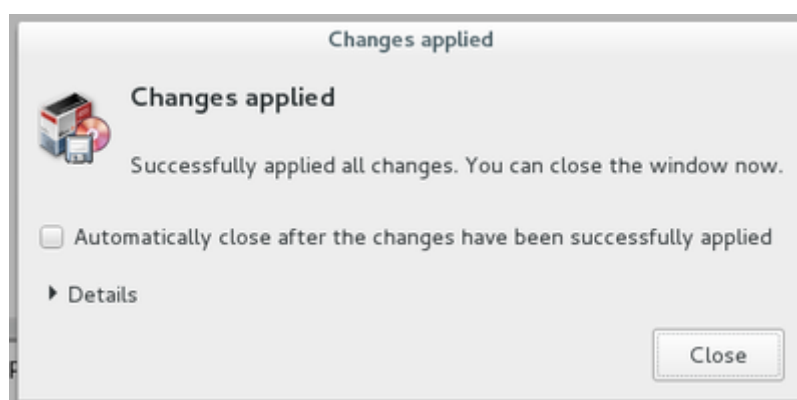 Changes applied
Changes applied
Successfully applied all changes. You can close the window now.
Automatically close after the changes have been successfully applied
Details
Close